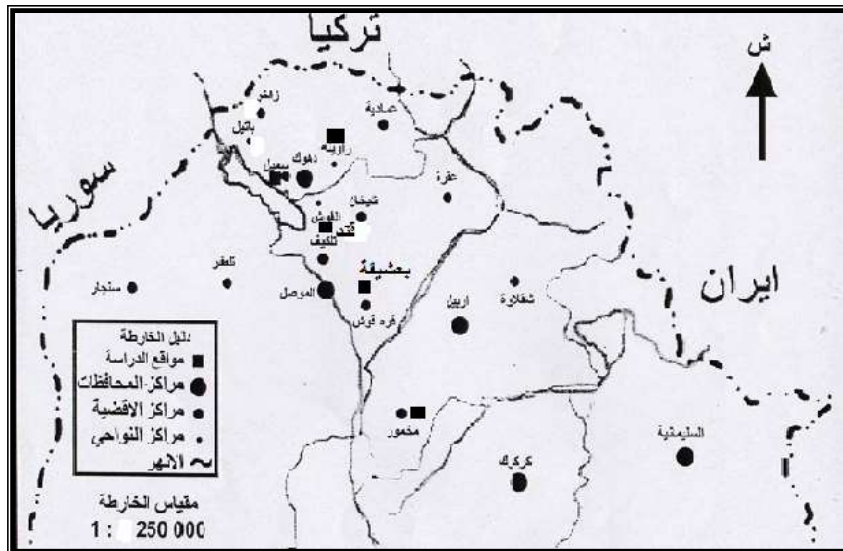 تركيا
ش
زاخو
باتيل
عمادية
زاويته
دهوك
سميل
عقرة
سوريا
القوش
شيخان
تلكيف
بعشيقة
ايران
تلعفر
سنجار
الموصل
شقلاوة
اربيل
قره قوش
دليل الخارطة
مواقع الدراسة
مراكز المحافظات
مراكز الاقضية
مراكز النواحي
الانهر
مخمور
السليمانية
كركرك
مقياس الخارطة
1 : 250 000